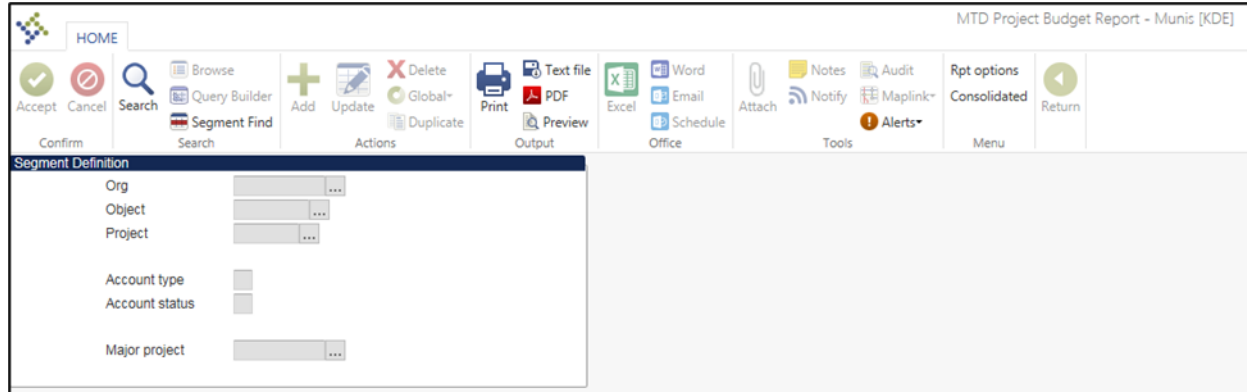 MTD Project Budget Report - Munis [KDE]
HOME
Accept
Cancel
Search
Browse
Query Builder
Segment Find
Add
Update
Delete
Global
Duplicate
Print
Text file
PDF
Preview
Excel
Word
Email
Schedule
Attach
Notes
Notify
Audit
Maplink
Alerts
Rpt options
Consolidated
Return
Confirm
Search
Actions
Output
Office
Tools
Menu
Segment Definition
Org ...
Object ...
Project ...
Account type
Account status
Major project ...